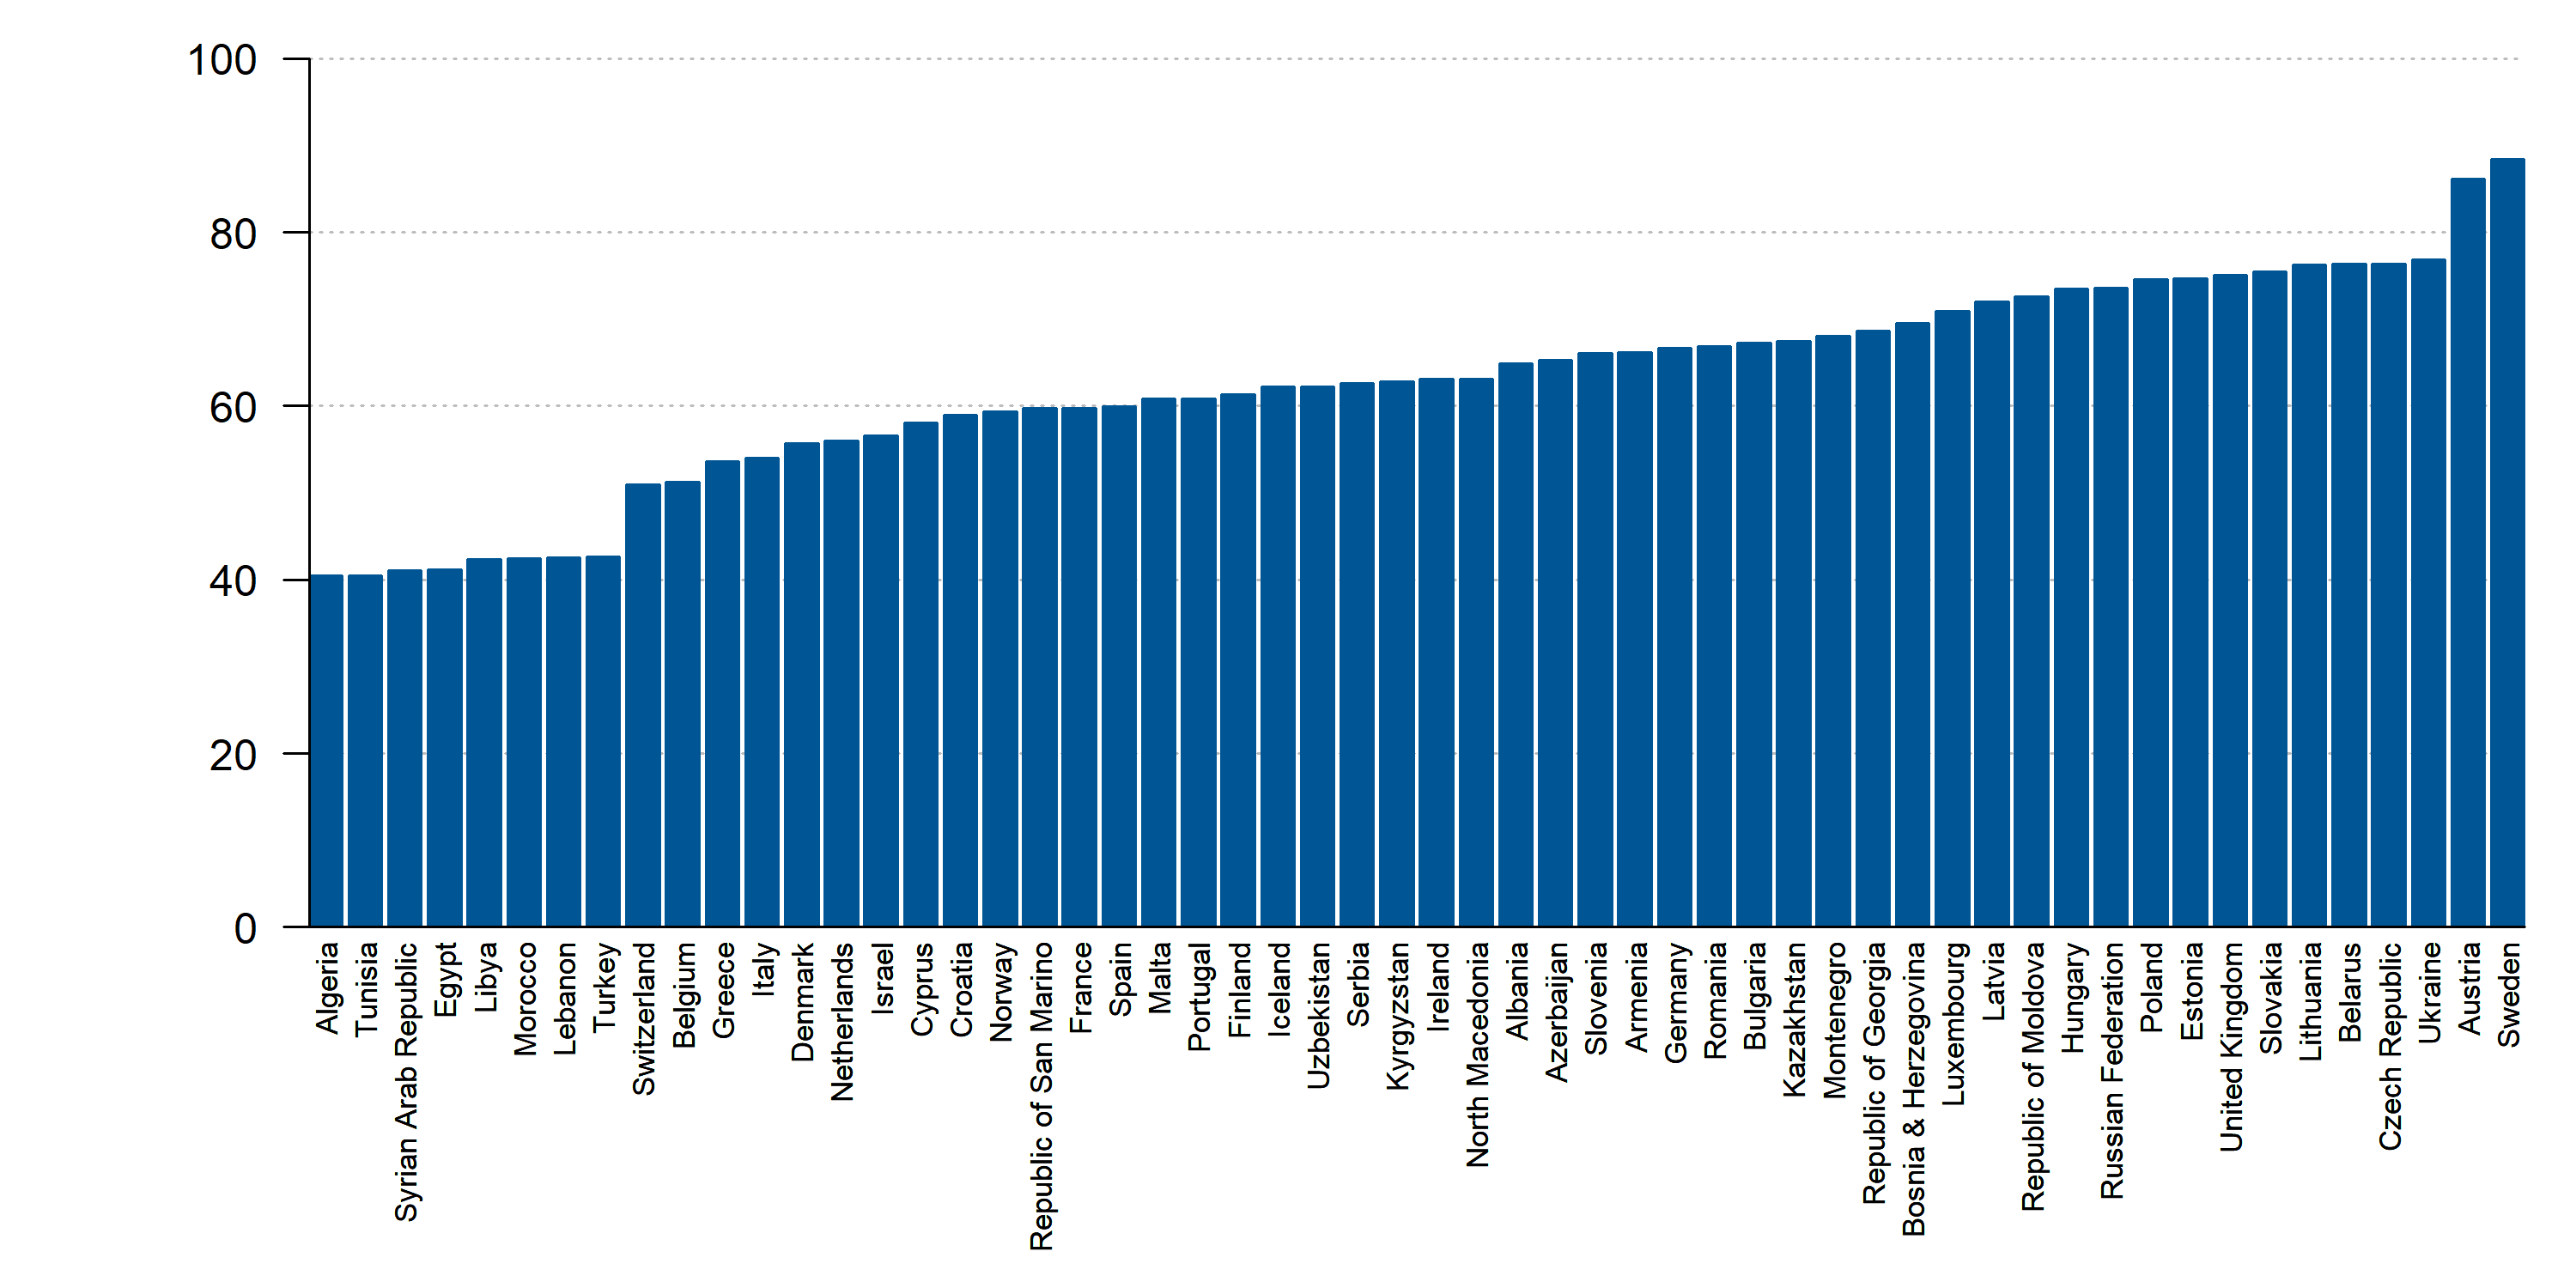 100
80
60
40
20
0
Algeria
Tunisia
Syrian Arab Republic
Egypt
Libya
Morocco
Lebanon
Turkey
Switzerland
Belgium
Greece
Italy
Denmark
Netherlands
Israel
Cyprus
Croatia
Norway
Republic of San Marino
France
Spain
Malta
Portugal
Finland
Iceland
Uzbekistan
Serbia
Kyrgyzstan
Ireland
North Macedonia
Albania
Azerbaijan
Slovenia
Armenia
Germany
Romania
Bulgaria
Kazakhstan
Montenegro
Republic of Georgia
Bosnia & Herzegovina
Luxembourg
Latvia
Republic of Moldova
Hungary
Russian Federation
Poland
Estonia
United Kingdom
Slovakia
Lithuania
Belarus
Czech Republic
Ukraine
Austria
Sweden